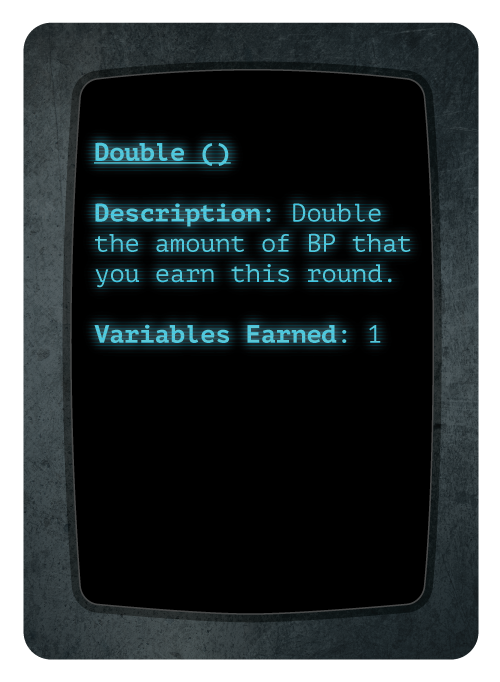 Double ()
Description: Double
the amount of BP that
you earn this round.
Variables Earned: 1